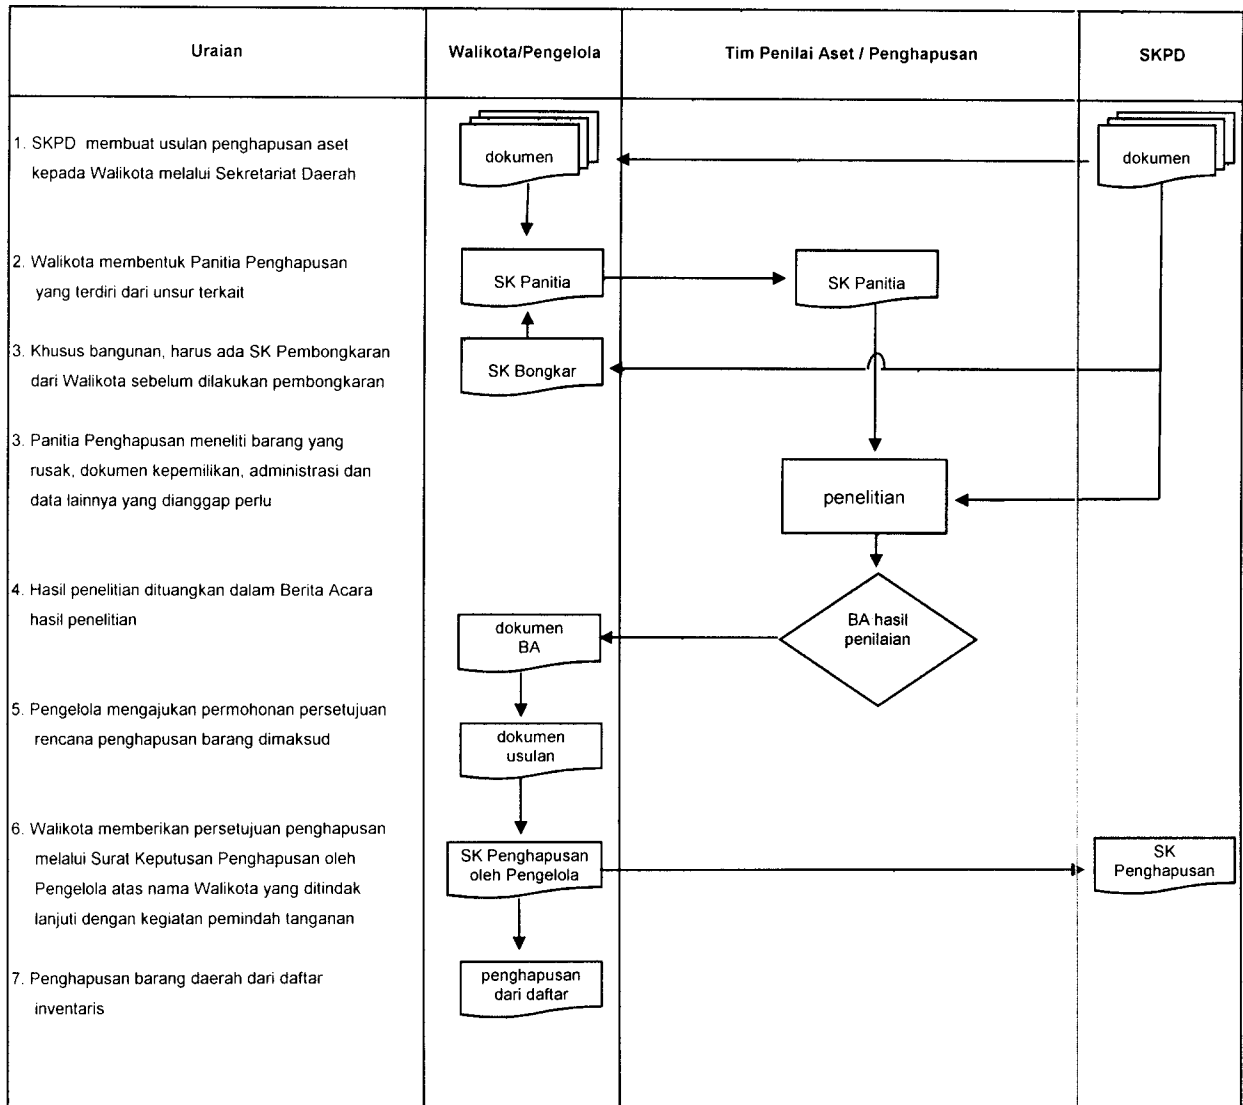 Uraian
Walikota/Pengelola
Tim Penilai Aset / Penghapusan
SKPD
1. SKPD membuat usulan penghapusan aset
kepada Walikota melalui Sekretariat Daerah
dokumen
dokumen
2. Walikota membentuk Panitia Penghapusan
yang terdiri dari unsur terkait
SK Panitia
SK Panitia
3. Khusus bangunan, harus ada SK Pembongkaran
dari Walikota sebelum dilakukan pembongkaran
SK Bongkar
3. Panitia Penghapusan meneliti barang yang
rusak, dokumen kepemilikan, administrasi dan
data lainnya yang dianggap perlu
penelitian
4. Hasil penelitian dituangkan dalam Berita Acara
hasil penelitian
dokumen
BA
BA hasil
penilaian
5. Pengelola mengajukan permohonan persetujuan
rencana penghapusan barang dimaksud
dokumen
usulan
6. Walikota memberikan persetujuan penghapusan
melalui Surat Keputusan Penghapusan oleh
Pengelola atas nama Walikota yang ditindak
lanjuti dengan kegiatan pemindah tanganan
SK Penghapusan
oleh Pengelola
SK
Penghapusan
7. Penghapusan barang daerah dari daftar
inventaris
penghapusan
dari daftar